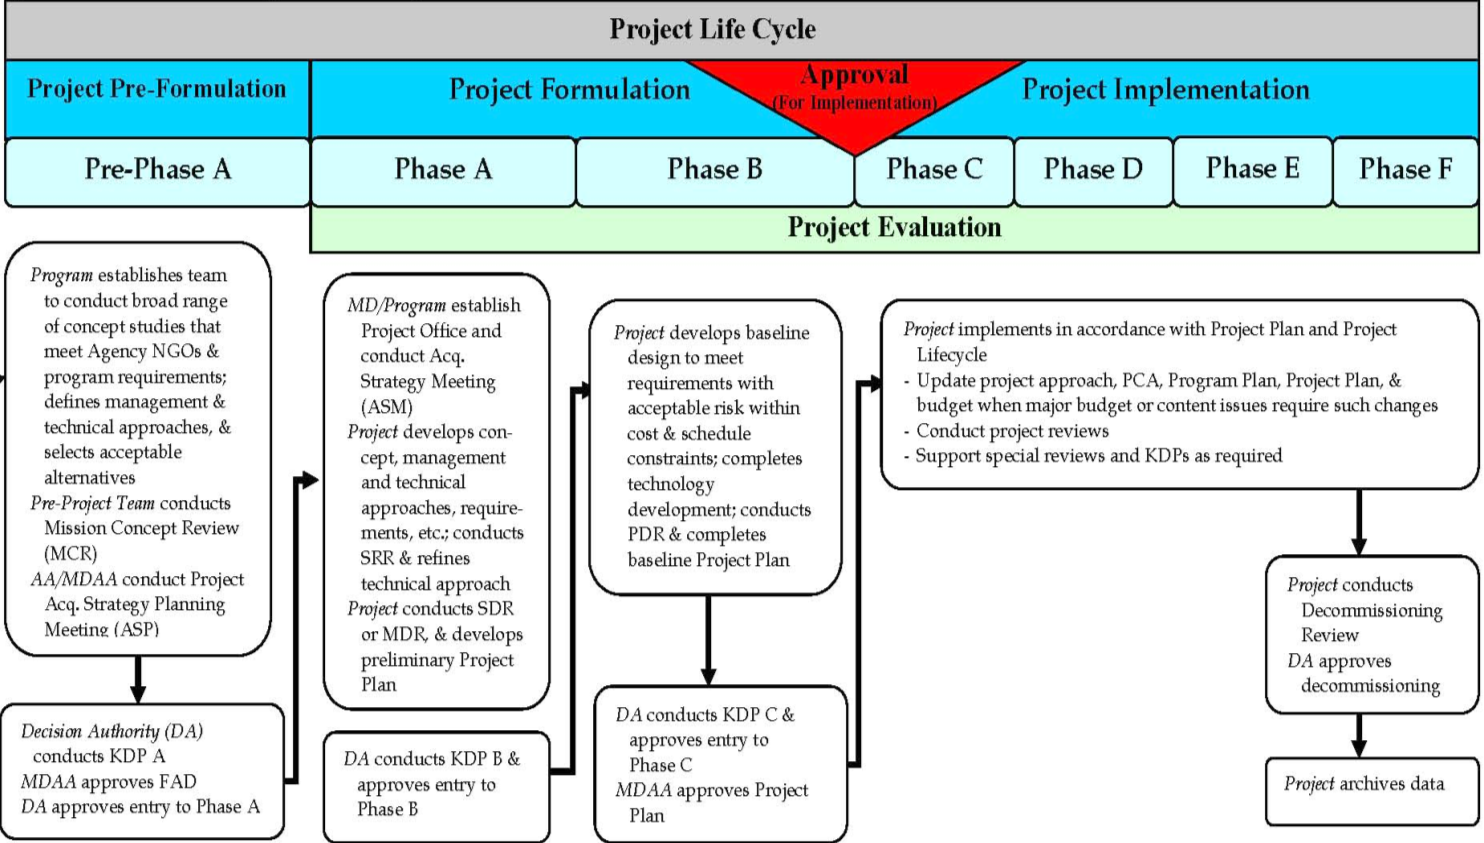 Project Life Cycle
Project Pre-Formulation
Project Formulation
Approval
(For Implementation)
Project Implementation
Pre-Phase A
Phase A
Phase B
Phase C
Phase D
Phase E
Phase F
Project Evaluation
Program establishes team
to conduct broad range
of concept studies that
meet Agency NGOs &
program requirements;
defines management &
technical approaches, &
selects acceptable
alternatives
Pre-Project Team conducts
Mission Concept Review
(MCR)
AA/MDAA conduct Project
Acq. Strategy Planning
Meeting (ASP)
Decision Authority (DA)
conducts KDP A
MDAA approves FAD
DA approves entry to Phase A
MD/Program establish
Project Office and
conduct Acq.
Strategy Meeting
(ASM)
Project develops con-
cept, management
and technical
approaches, require-
ments, etc.; conducts
SRR & refines
technical approach
Project conducts SDR
or MDR, & develops
preliminary Project
Plan
DA conducts KDP B &
approves entry to
Phase B
Project develops baseline
design to meet
requirements with
acceptable risk within
cost & schedule
constraints; completes
technology
development; conducts
PDR & completes
baseline Project Plan
DA conducts KDP C &
approves entry to
Phase C
MDAA approves Project
Plan
Project implements in accordance with Project Plan and Project
Lifecycle
- Update project approach, PCA, Program Plan, Project Plan, &
budget when major budget or content issues require such changes
- Conduct project reviews
- Support special reviews and KDPs as required
Project conducts
Decommissioning
Review
DA approves
decommissioning
Project archives data